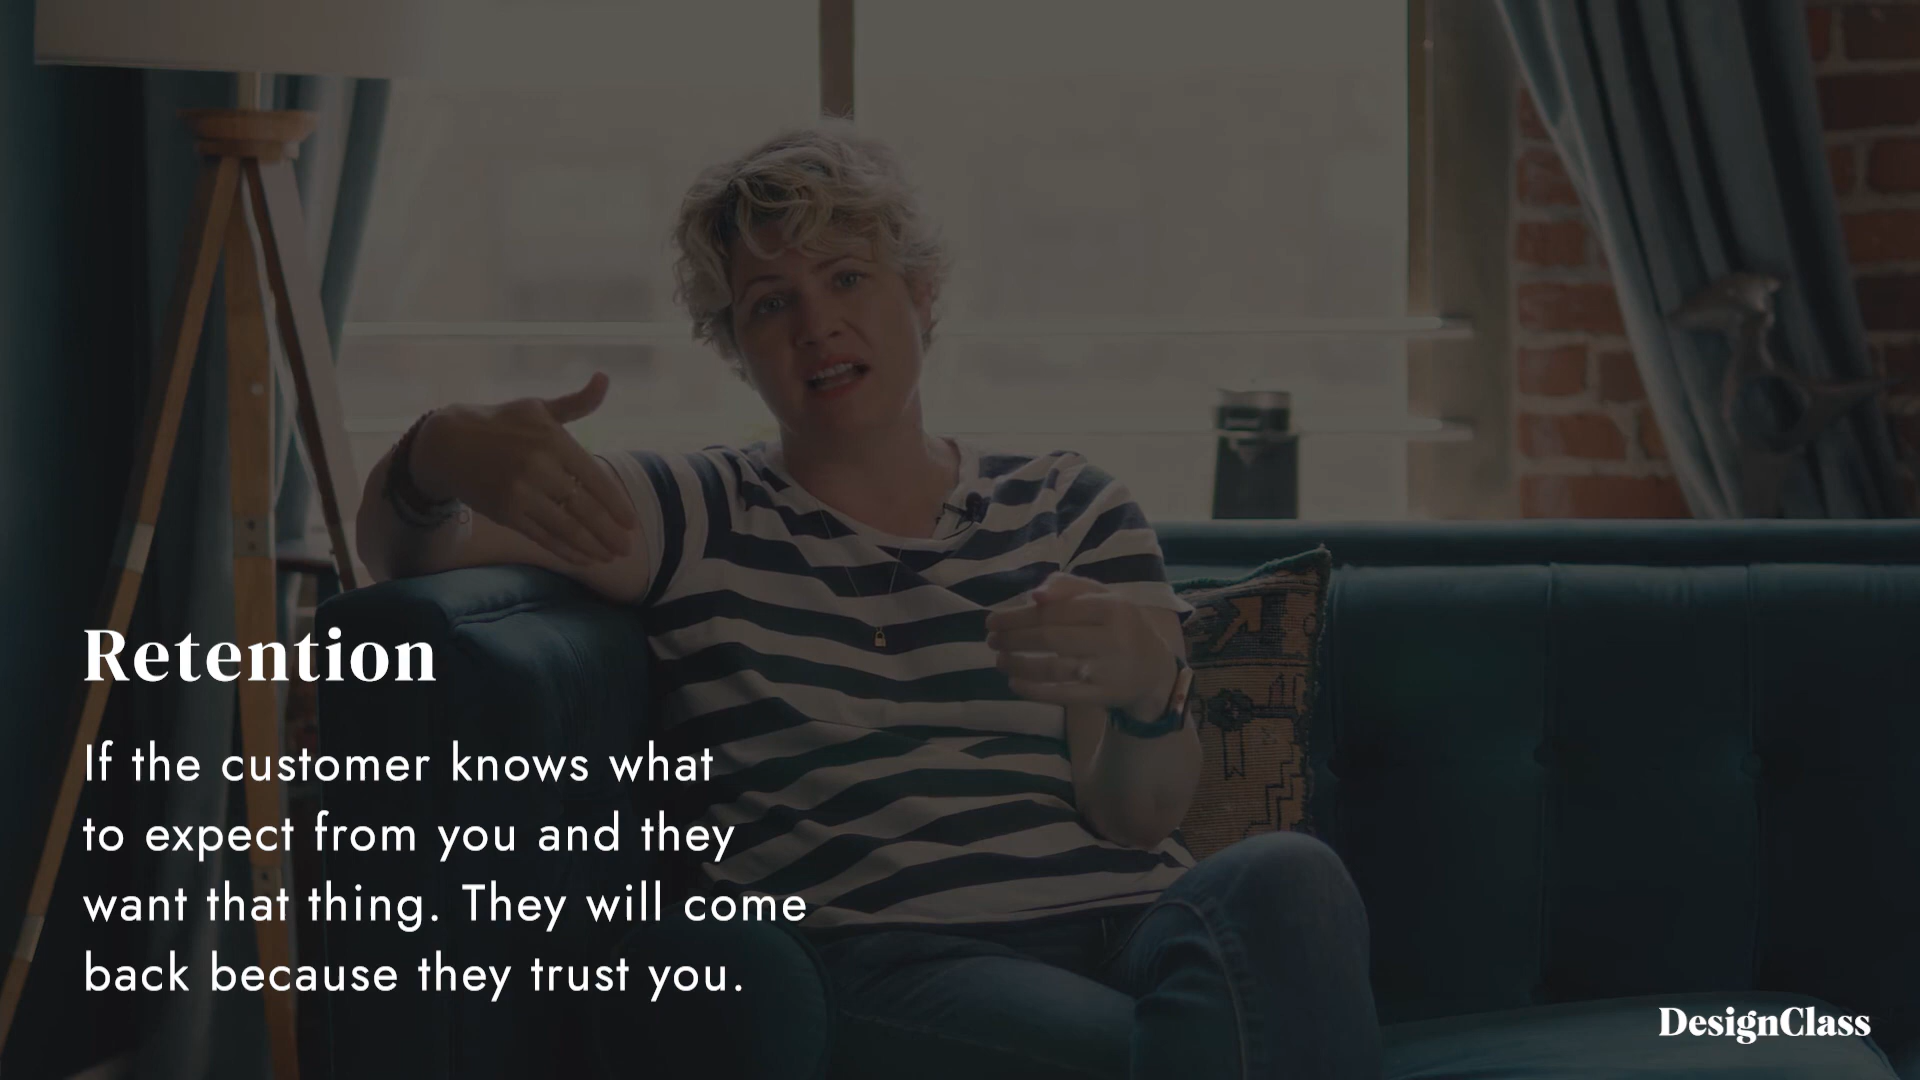 Retention
If the customer knows what
to expect from you and they
want that thing. They will come
back because they trust you.
DesignClass